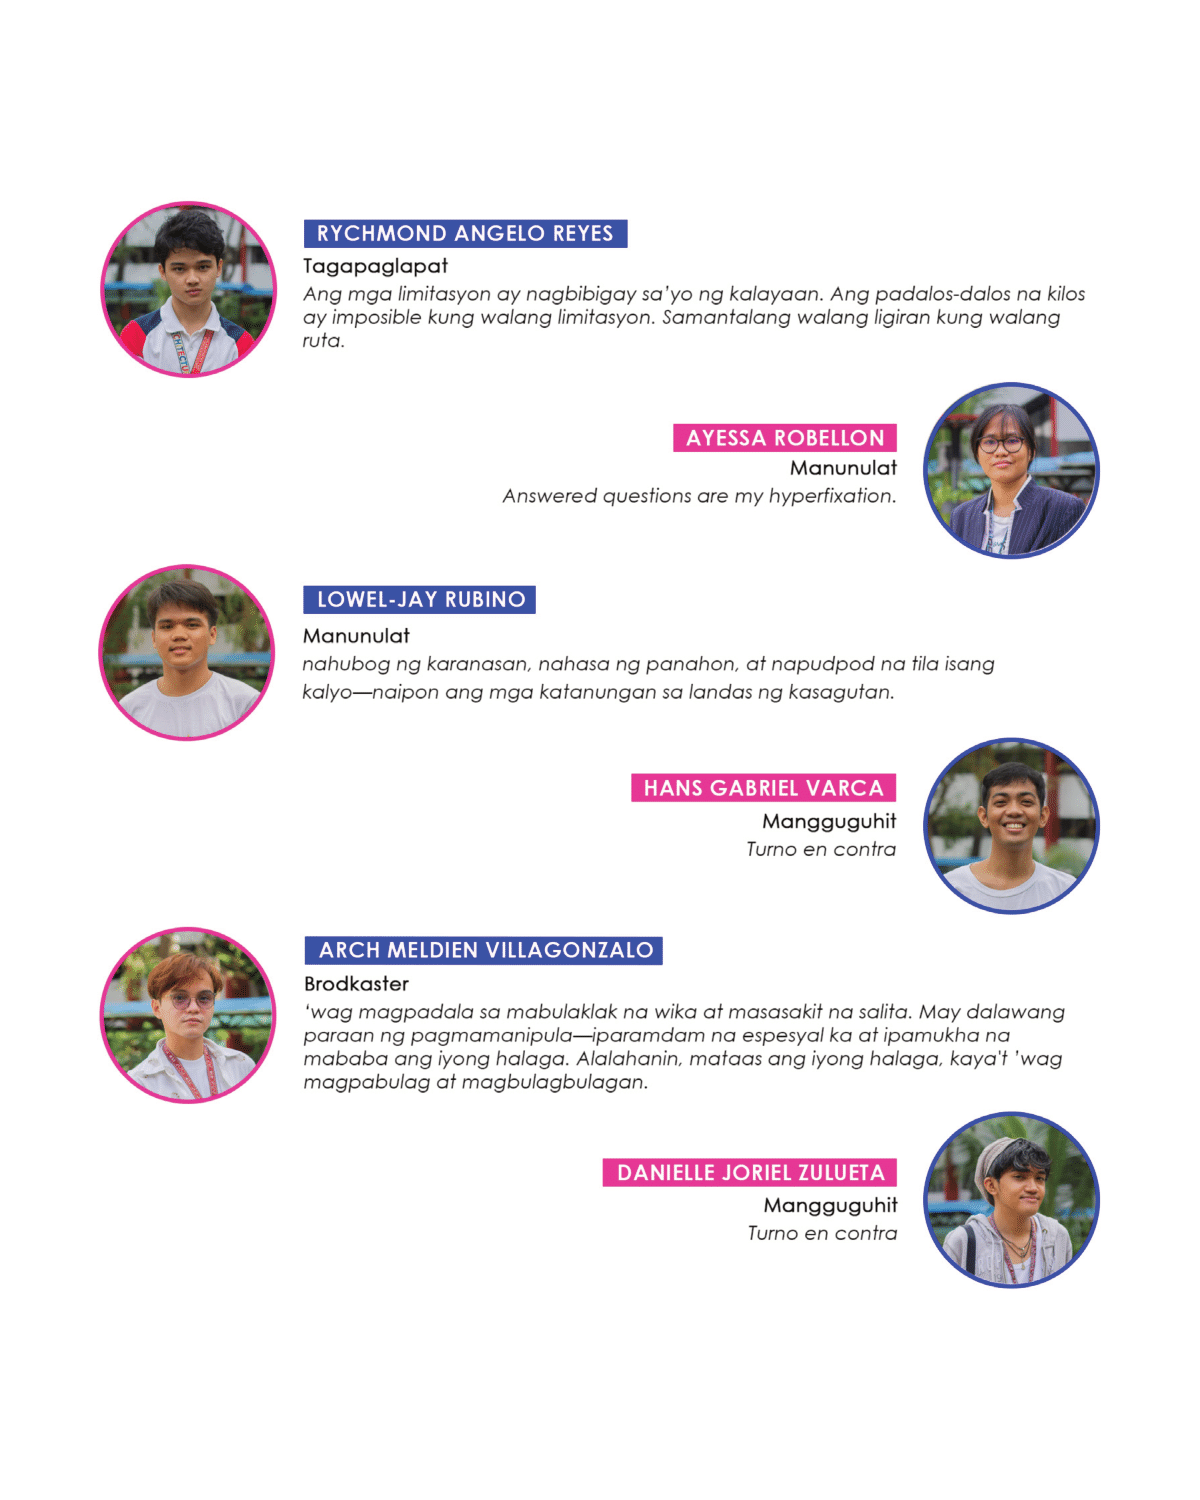 RYCHMOND ANGELO REYES
Tagapaglapat
Ang mga limitasyon ay nagbibigay sa’yo ng kalayaan. Ang padalos-dalos na kilos
ay imposible kung walang limitasyon. Samantalang walang ligiran kung walang
ruta.
AYESSA ROBELLON
Manunulat
Answered questions are my hyperfixation.
LOWEL-JAY RUBINO
Manunulat
nahubog ng karanasan, nahasa ng panahon, at napudpod na tila isang
kalyo—naipon ang mga katanungan sa landas ng kasagutan.
HANS GABRIEL VARCA
Mangguguhit
Turno en contra
ARCH MELDIEN VILLAGONZALO
Brodkaster
‘wag magpadala sa mabulaklak na wika at masasakit na salita. May dalawang
paraan ng pagmamanipula—iparamdam na espesyal ka at ipamukha na
mababa ang iyong halaga. Alalahanin, mataas ang iyong halaga, kaya't ’wag
magpabulag at magbulagbulagan.
DANIELLE JORIEL ZULUETA
Mangguguhit
Turno en contra